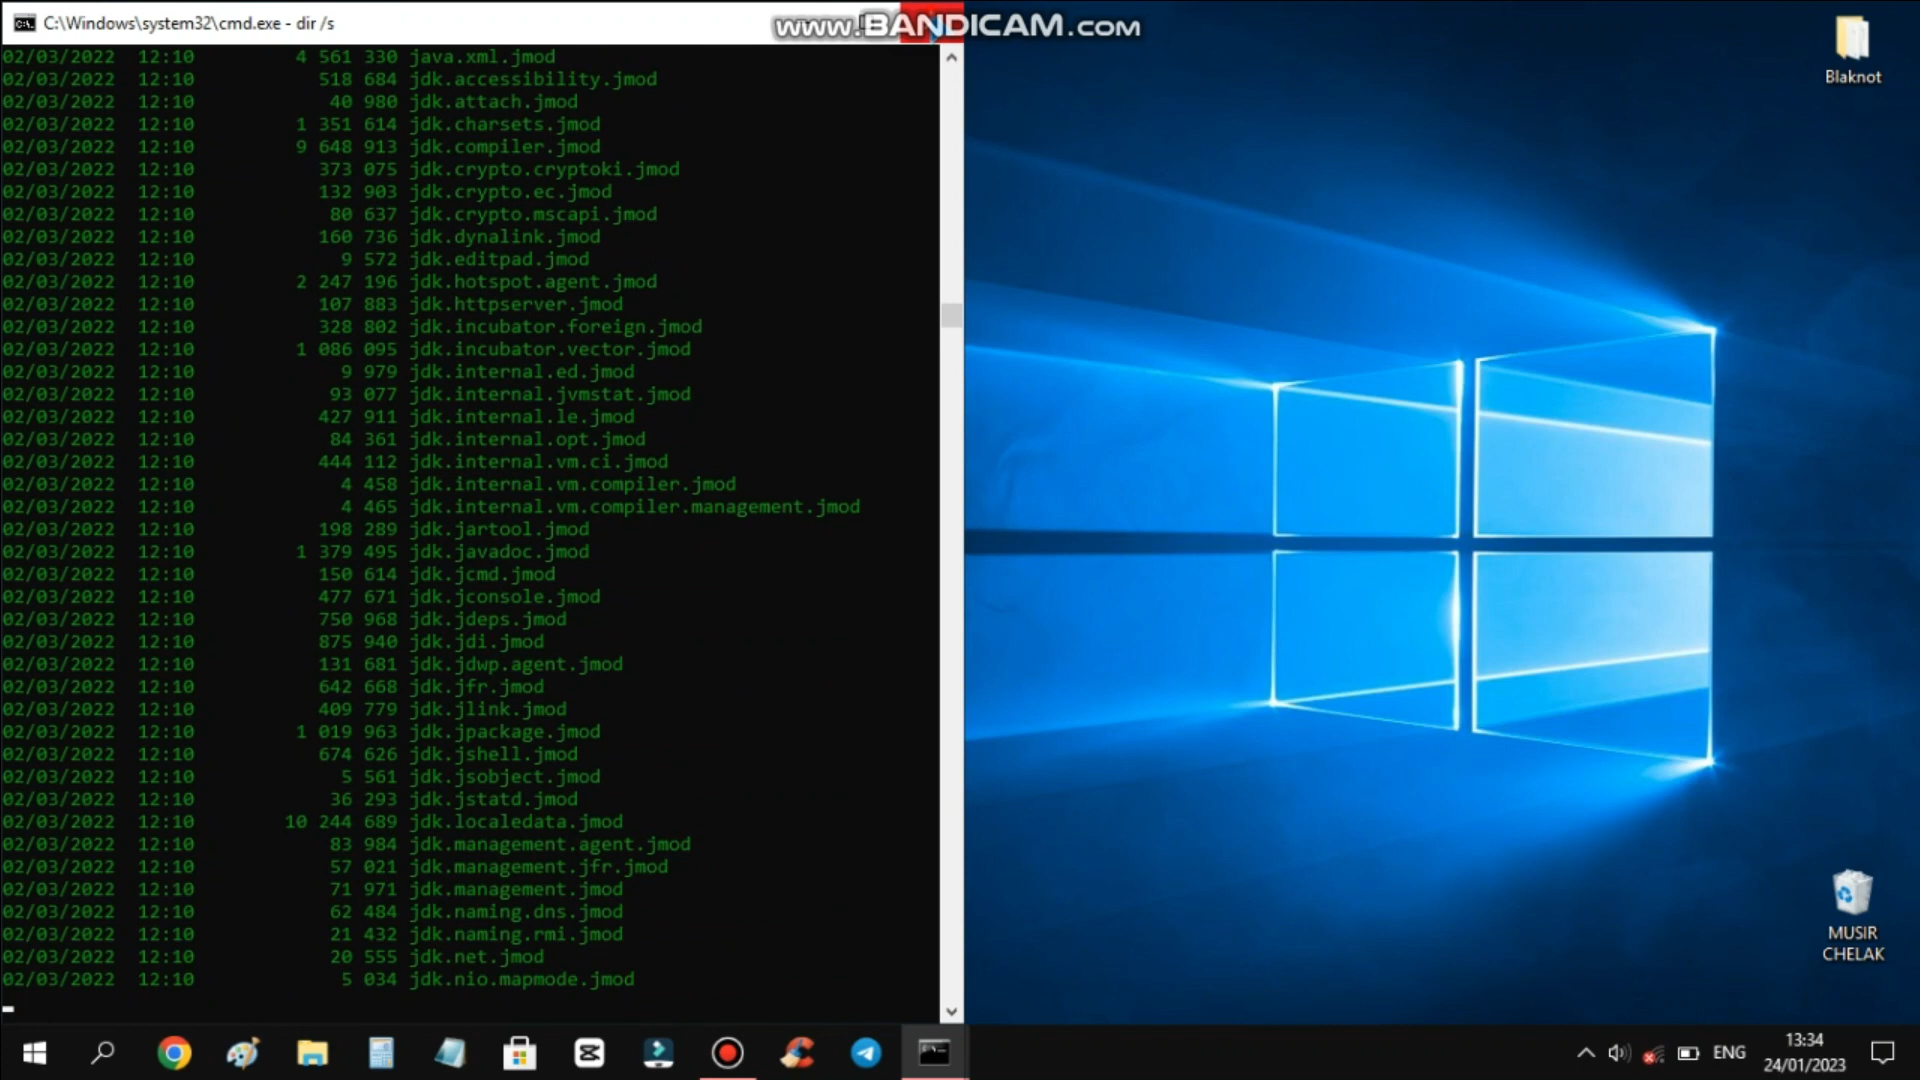 C:\Windows\system32\cmd.exe - dir /s
www.BANDICAM.com
02/03/2022 12:10 4 561 330 java.xml.jmod
02/03/2022 12:10 518 684 jdk.accessibility.jmod
02/03/2022 12:10 40 980 jdk.attach.jmod
02/03/2022 12:10 1 351 614 jdk.charsets.jmod
02/03/2022 12:10 9 648 913 jdk.compiler.jmod
02/03/2022 12:10 373 075 jdk.crypto.cryptoki.jmod
02/03/2022 12:10 132 903 jdk.crypto.ec.jmod
02/03/2022 12:10 80 637 jdk.crypto.mscapi.jmod
02/03/2022 12:10 160 736 jdk.dynalink.jmod
02/03/2022 12:10 9 572 jdk.editpad.jmod
02/03/2022 12:10 2 247 196 jdk.hotspot.agent.jmod
02/03/2022 12:10 107 883 jdk.httpserver.jmod
02/03/2022 12:10 328 802 jdk.incubator.foreign.jmod
02/03/2022 12:10 1 086 095 jdk.incubator.vector.jmod
02/03/2022 12:10 9 979 jdk.internal.ed.jmod
02/03/2022 12:10 93 077 jdk.internal.jvmstat.jmod
02/03/2022 12:10 427 911 jdk.internal.le.jmod
02/03/2022 12:10 84 361 jdk.internal.opt.jmod
02/03/2022 12:10 444 112 jdk.internal.vm.ci.jmod
02/03/2022 12:10 4 458 jdk.internal.vm.compiler.jmod
02/03/2022 12:10 4 465 jdk.internal.vm.compiler.management.jmod
02/03/2022 12:10 198 289 jdk.jartool.jmod
02/03/2022 12:10 1 379 495 jdk.javadoc.jmod
02/03/2022 12:10 150 614 jdk.jcmd.jmod
02/03/2022 12:10 477 671 jdk.jconsole.jmod
02/03/2022 12:10 750 968 jdk.jdeps.jmod
02/03/2022 12:10 875 940 jdk.jdi.jmod
02/03/2022 12:10 131 681 jdk.jdwp.agent.jmod
02/03/2022 12:10 642 668 jdk.jfr.jmod
02/03/2022 12:10 409 779 jdk.jlink.jmod
02/03/2022 12:10 1 019 963 jdk.jpackage.jmod
02/03/2022 12:10 674 626 jdk.jshell.jmod
02/03/2022 12:10 5 561 jdk.jsobject.jmod
02/03/2022 12:10 36 293 jdk.jstatd.jmod
02/03/2022 12:10 10 244 689 jdk.localedata.jmod
02/03/2022 12:10 83 984 jdk.management.agent.jmod
02/03/2022 12:10 57 021 jdk.management.jfr.jmod
02/03/2022 12:10 71 971 jdk.management.jmod
02/03/2022 12:10 62 484 jdk.naming.dns.jmod
02/03/2022 12:10 21 432 jdk.naming.rmi.jmod
02/03/2022 12:10 20 555 jdk.net.jmod
02/03/2022 12:10 5 034 jdk.nio.mapmode.jmod
Blaknot
MUSIR
CHELAK
ENG
13:34
24/01/2023